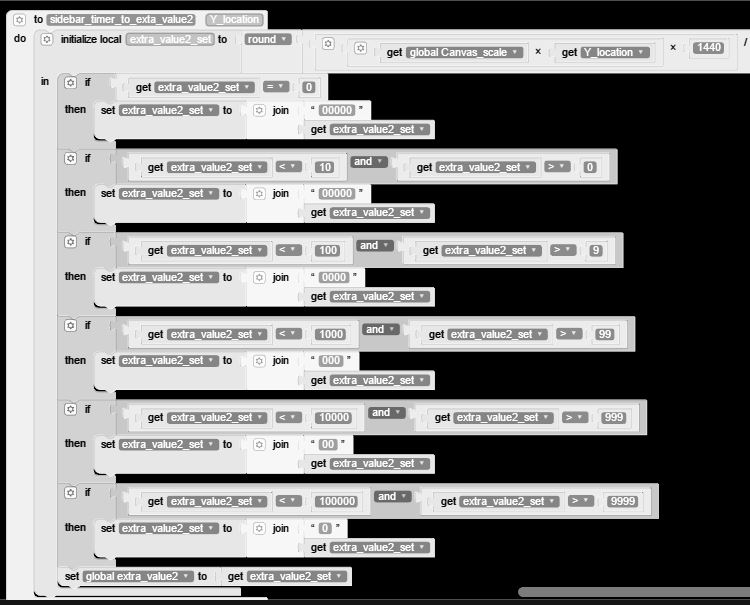 to sidebar_timer_to_exta_value2 Y_location
do initialize local extra_value2_set to round get global Canvas_scale × get Y_location × 1440 /
in if get extra_value2_set = 0
then set extra_value2_set to join “ 00000 ”
get extra_value2_set
if get extra_value2_set < 10 and get extra_value2_set > 0
then set extra_value2_set to join “ 00000 ”
get extra_value2_set
if get extra_value2_set < 100 and get extra_value2_set > 9
then set extra_value2_set to join “ 0000 ”
get extra_value2_set
if get extra_value2_set < 1000 and get extra_value2_set > 99
then set extra_value2_set to join “ 000 ”
get extra_value2_set
if get extra_value2_set < 10000 and get extra_value2_set > 999
then set extra_value2_set to join “ 00 ”
get extra_value2_set
if get extra_value2_set < 100000 and get extra_value2_set > 9999
then set extra_value2_set to join “ 0 ”
get extra_value2_set
set global extra_value2 to get extra_value2_set